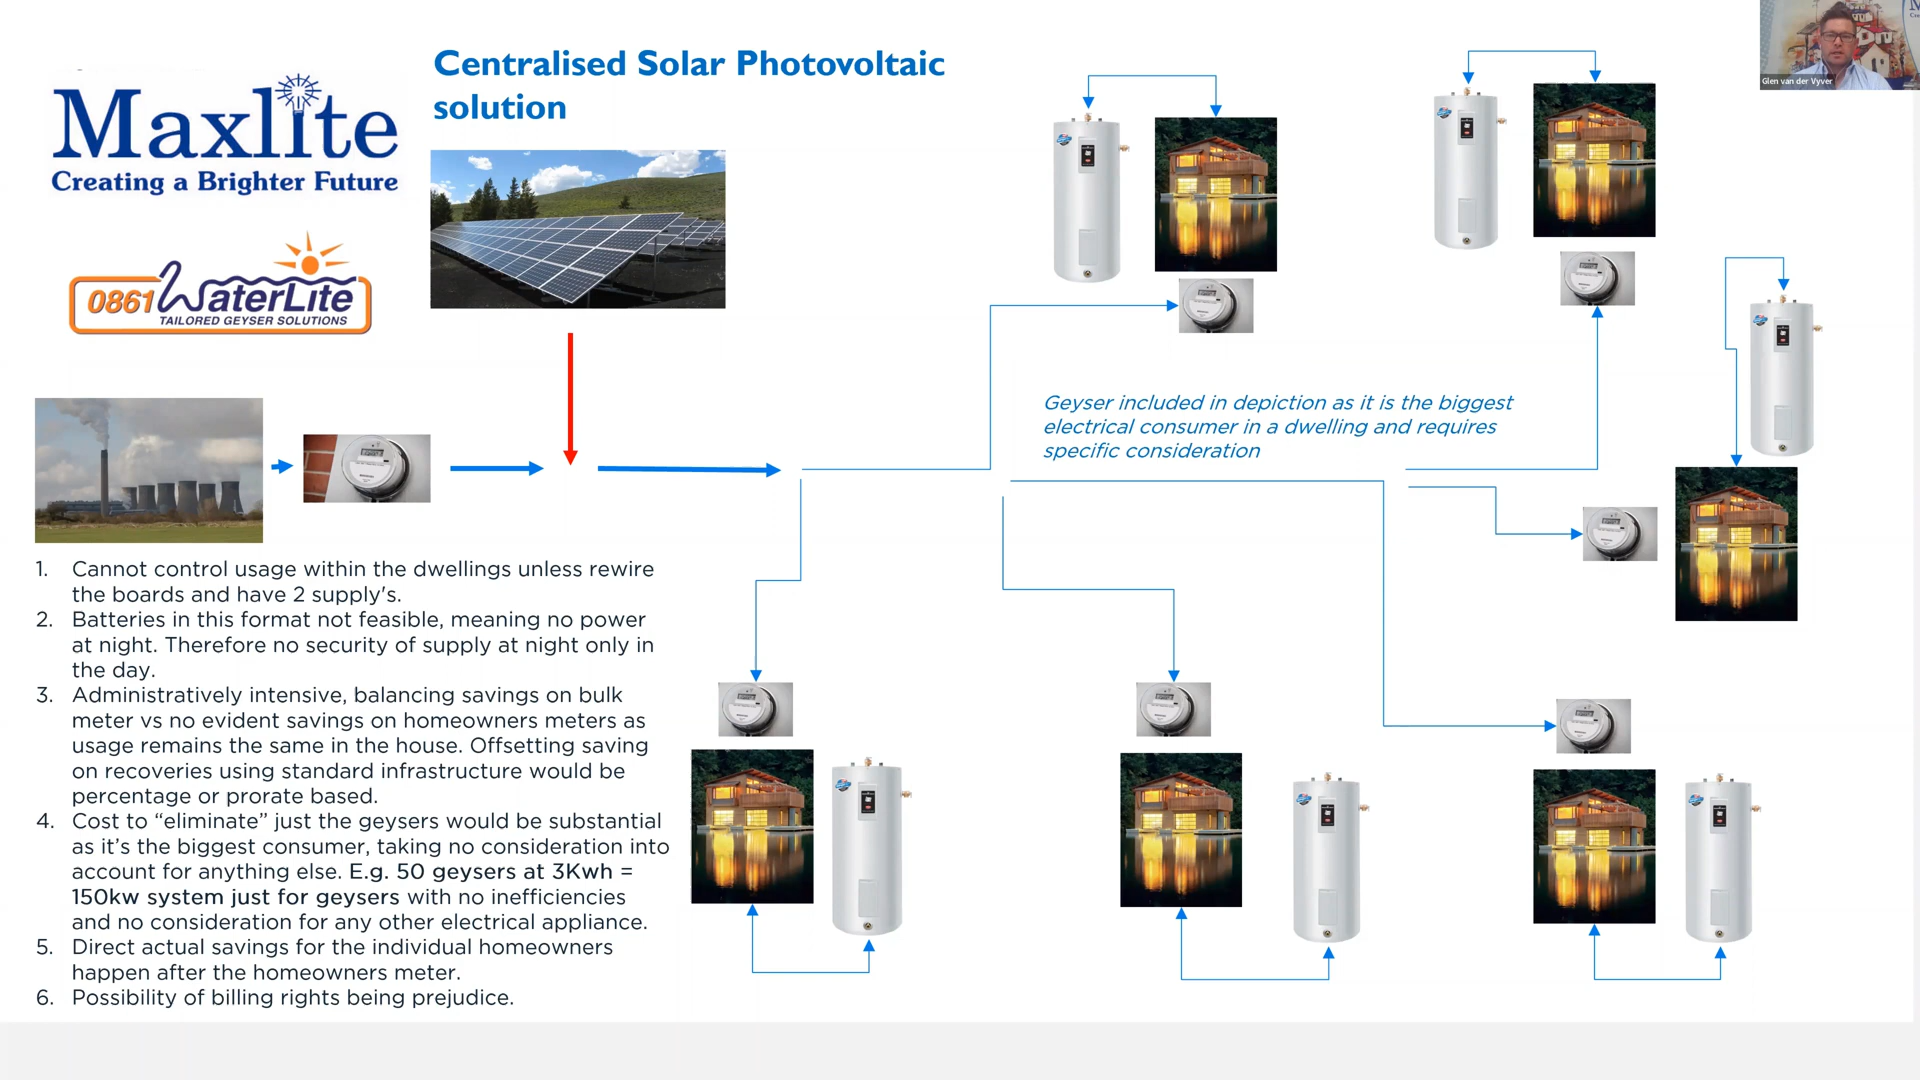 Centralised Solar Photovoltaic
solution
Maxlite
Creating a Brighter Future
0861 WaterLite
TAILORED GEYSER SOLUTIONS
Glen van der Vyver
Geyser included in depiction as it is the biggest
electrical consumer in a dwelling and requires
specific consideration
1. Cannot control usage within the dwellings unless rewire
the boards and have 2 supply's.
2. Batteries in this format not feasible, meaning no power
at night. Therefore no security of supply at night only in
the day.
3. Administratively intensive, balancing savings on bulk
meter vs no evident savings on homeowners meters as
usage remains the same in the house. Offsetting saving
on recoveries using standard infrastructure would be
percentage or prorate based.
4. Cost to “eliminate” just the geysers would be substantial
as it’s the biggest consumer, taking no consideration into
account for anything else. E.g. 50 geysers at 3Kwh =
150kw system just for geysers with no inefficiencies
and no consideration for any other electrical appliance.
5. Direct actual savings for the individual homeowners
happen after the homeowners meter.
6. Possibility of billing rights being prejudice.